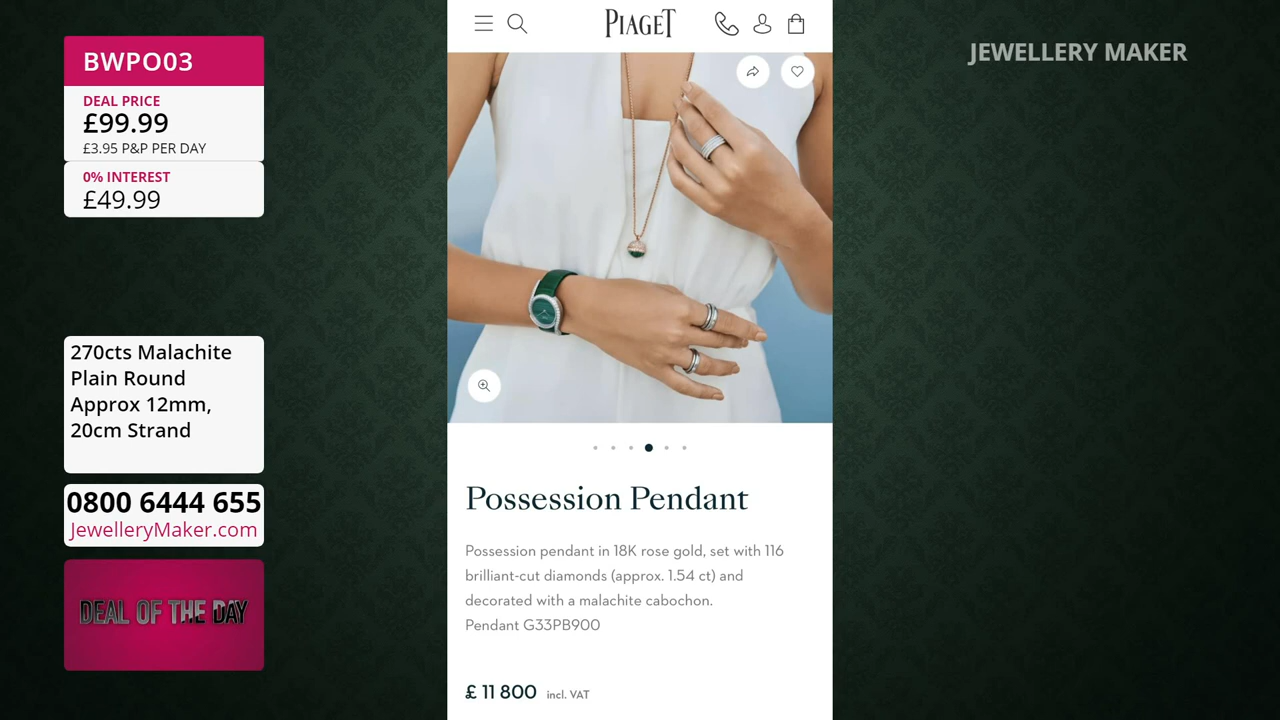 BWPO03
DEAL PRICE
£99.99
£3.95 P&P PER DAY
0% INTEREST
£49.99
270cts Malachite
Plain Round
Approx 12mm,
20cm Strand
0800 6444 655
JewelleryMaker.com
DEAL OF THE DAY
PIAGET
Possession Pendant
Possession pendant in 18K rose gold, set with 116
brilliant-cut diamonds (approx. 1.54 ct) and
decorated with a malachite cabochon.
Pendant G33PB900
£ 11 800 incl. VAT
JEWELLERY MAKER